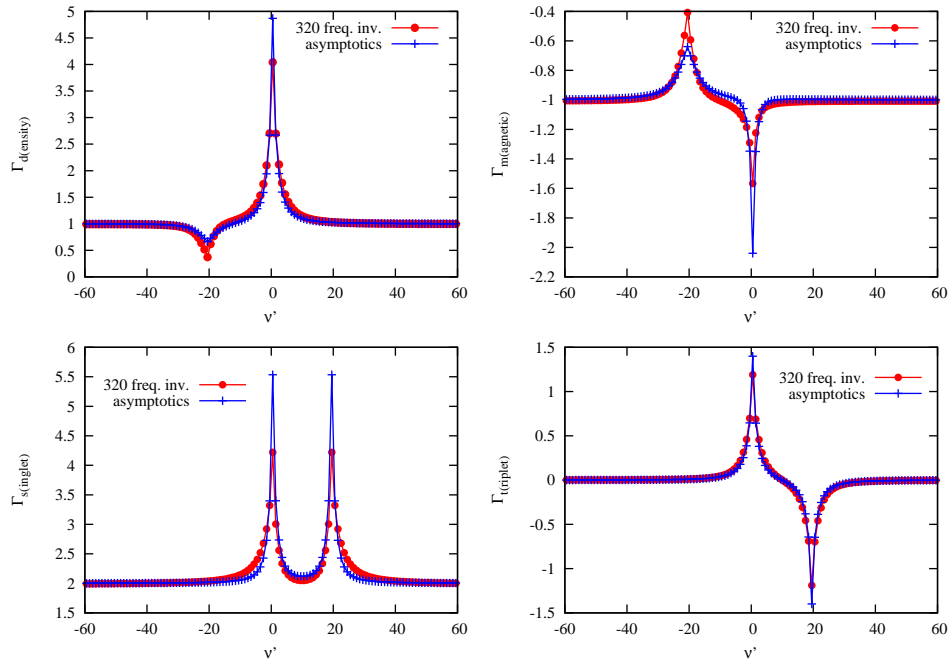 5
4.5
4
3.5
3
2.5
2
1.5
1
0.5
0
-60 -40 -20 0 20 40 60
ν'
Γd(ensity)
320 freq. inv.
asymptotics
-0.4
-0.6
-0.8
-1
-1.2
-1.4
-1.6
-1.8
-2
-2.2
-60 -40 -20 0 20 40 60
ν'
Γm(agnetic)
320 freq. inv.
asymptotics
6
5.5
5
4.5
4
3.5
3
2.5
2
1.5
-60 -40 -20 0 20 40 60
ν'
Γs(inglet)
320 freq. inv.
asymptotics
1.5
1
0.5
0
-0.5
-1
-1.5
-60 -40 -20 0 20 40 60
ν'
Γt(riplet)
320 freq. inv.
asymptotics